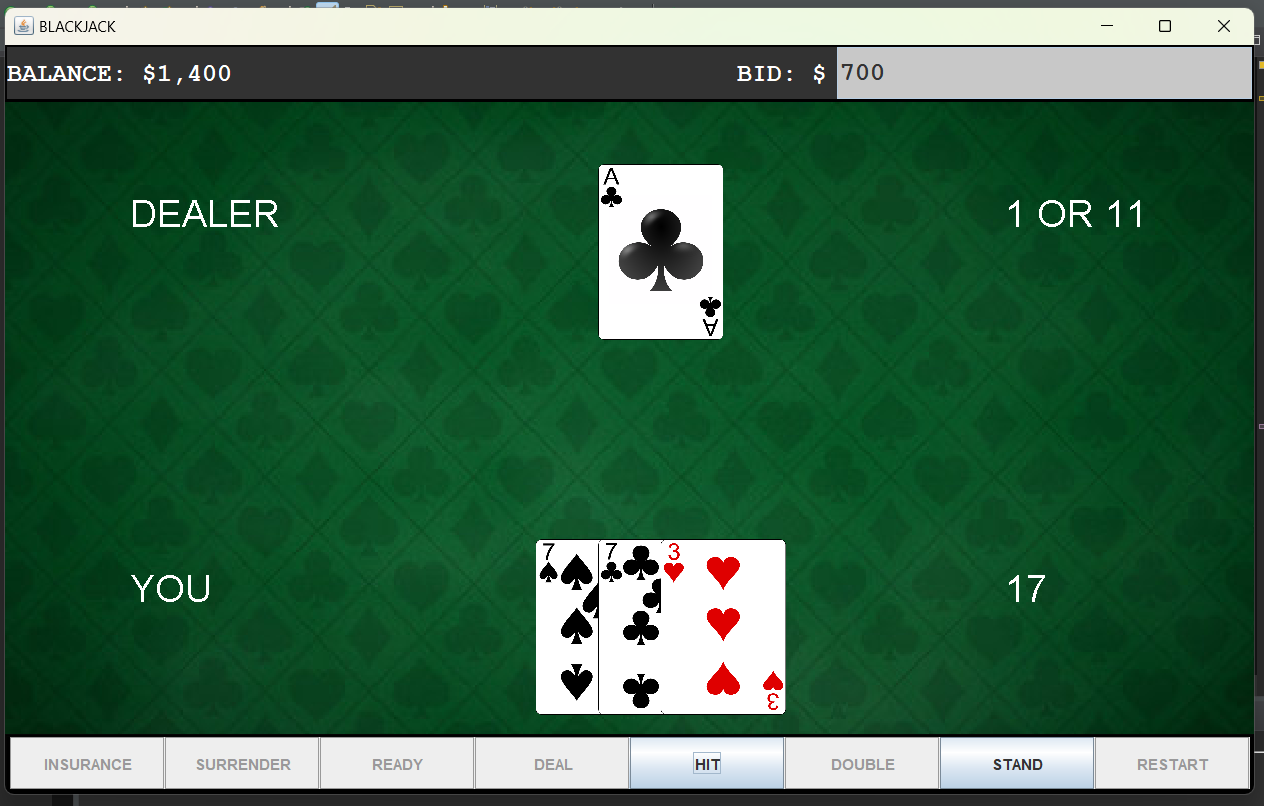 BLACKJACK
BALANCE: $1,400 BID: $ 700
A
DEALER 1 OR 11
A
7 7 3
YOU 17
3
INSURANCE SURRENDER READY DEAL HIT DOUBLE STAND RESTART